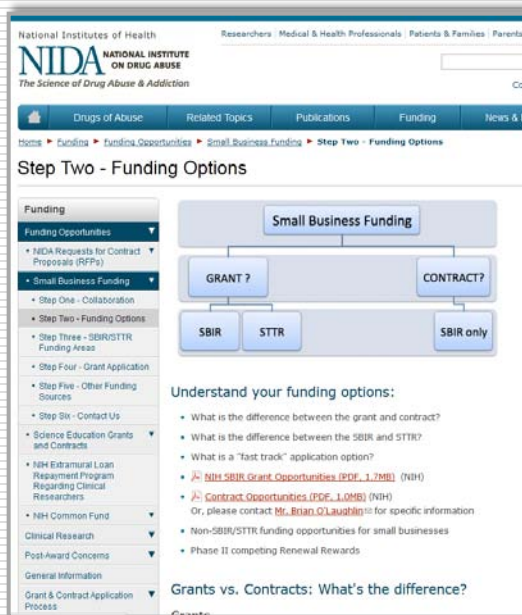 National Institutes of Health
Researchers | Medical & Health Professionals | Patients & Families | Parents
NIDA NATIONAL INSTITUTE
ON DRUG ABUSE
The Science of Drug Abuse & Addiction
Co
Drugs of Abuse Related Topics Publications Funding News &
Home ▶ Funding ▶ Funding Opportunities ▶ Small Business Funding ▶ Step Two - Funding Options
Step Two - Funding Options
Funding
Funding Opportunities
• NIDA Requests for Contract
Proposals (RFPs)
• Small Business Funding
• Step One - Collaboration
• Step Two - Funding Options
• Step Three - SBIR/STTR
Funding Areas
• Step Four - Grant Application
• Step Five - Other Funding
Sources
• Step Six - Contact Us
• Science Education Grants
and Contracts
• NIH Extramural Loan
Repayment Program
Regarding Clinical
Researchers
• NIH Common Fund
Clinical Research
Post-Award Concerns
General Information
Grant & Contract Application
Process
Small Business Funding
GRANT ?
CONTRACT?
SBIR
STTR
SBIR only
Understand your funding options:
• What is the difference between the grant and contract?
• What is the difference between the SBIR and STTR?
• What is a "fast track" application option?
• NIH SBIR Grant Opportunities (PDF, 1.7MB) (NIH)
• Contract Opportunities (PDF, 1.0MB) (NIH)
Or, please contact Mr. Brian O'Laughlin for specific information
• Non-SBIR/STTR funding opportunities for small businesses
• Phase II competing Renewal Rewards
Grants vs. Contracts: What's the difference?
Grants